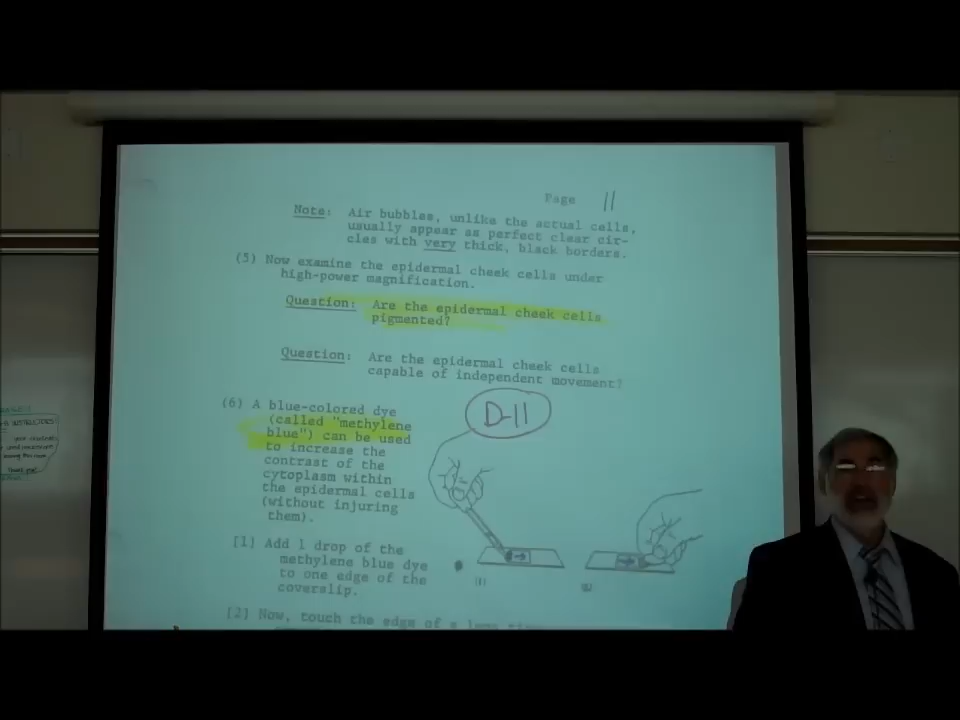 Page 11
Note: Air bubbles, unlike the actual cells,
usually appear as perfect clear cir-
cles with very thick, black borders.
(5) Now examine the epidermal cheek cells under
high-power magnification.
Question: Are the epidermal cheek cells
pigmented?
Question: Are the epidermal cheek cells
capable of independent movement?
(6) A blue-colored dye
(called "methylene
blue") can be used
to increase the
contrast of the
cytoplasm within
the epidermal cells
(without injuring
them).
D-11
[1] Add 1 drop of the
methylene blue dye
to one edge of the
coverslip.
(1)
[2] Now, touch the edge of a lens